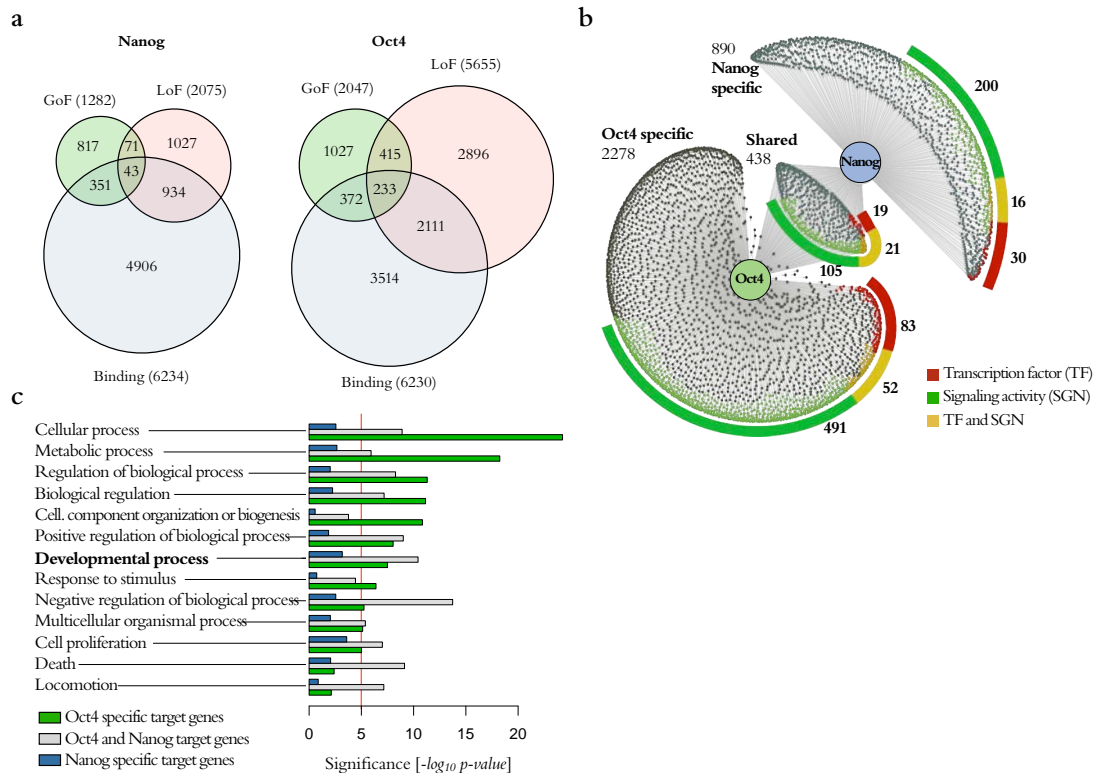 a
Nanog
GoF (1282)
LoF (2075)
817
71
1027
43
351
934
4906
Binding (6234)
Oct4
LoF (5655)
GoF (2047)
1027
415
2896
233
372
2111
3514
Binding (6230)
b
890
Nanog
specific
200
Oct4 specific
2278
Shared
438
Nanog
16
19
21
30
105
Oct4
83
52
491
Transcription factor (TF)
Signaling activity (SGN)
TF and SGN
c
Cellular process
Metabolic process
Regulation of biological process
Biological regulation
Cell. component organization or biogenesis
Positive regulation of biological process
Developmental process
Response to stimulus
Negative regulation of biological process
Multicellular organismal process
Cell proliferation
Death
Locomotion
Oct4 specific target genes
Oct4 and Nanog target genes
Nanog specific target genes
0 5 10 15 20
Significance [-log10 p-value]